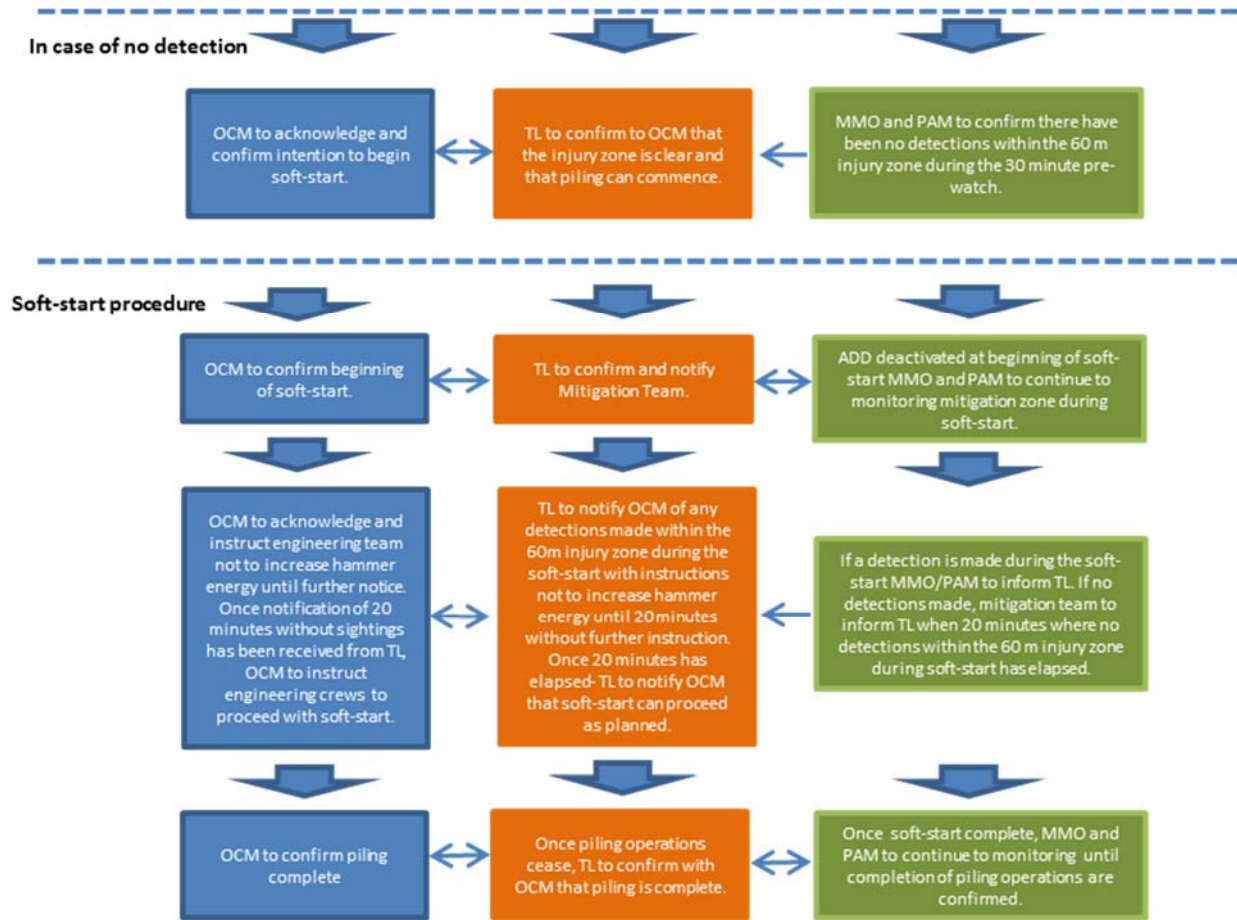 In case of no detection
OCM to acknowledge and
confirm intention to begin
soft-start.
TL to confirm to OCM that
the injury zone is clear and
that piling can commence.
MMO and PAM to confirm there have
been no detections within the 60 m
injury zone during the 30 minute pre-
watch.
Soft-start procedure
OCM to confirm beginning
of soft-start.
TL to confirm and notify
Mitigation Team.
ADD deactivated at beginning of soft-
start MMO and PAM to continue to
monitoring mitigation zone during
soft-start.
OCM to acknowledge and
instruct engineering team
not to increase hammer
energy until further notice.
Once notification of 20
minutes without sightings
has been received from TL,
OCM to instruct
engineering crews to
proceed with soft-start.
TL to notify OCM of any
detections made within the
60m injury zone during the
soft-start with instructions
not to increase hammer
energy until 20 minutes
without further instruction.
Once 20 minutes has
elapsed- TL to notify OCM
that soft-start can proceed
as planned.
If a detection is made during the soft-
start MMO/PAM to inform TL. If no
detections made, mitigation team to
inform TL when 20 minutes where no
detections within the 60 m injury zone
during soft-start has elapsed.
OCM to confirm piling
complete
Once piling operations
cease, TL to confirm with
OCM that piling is complete.
Once soft-start complete, MMO and
PAM to continue to monitoring until
completion of piling operations are
confirmed.